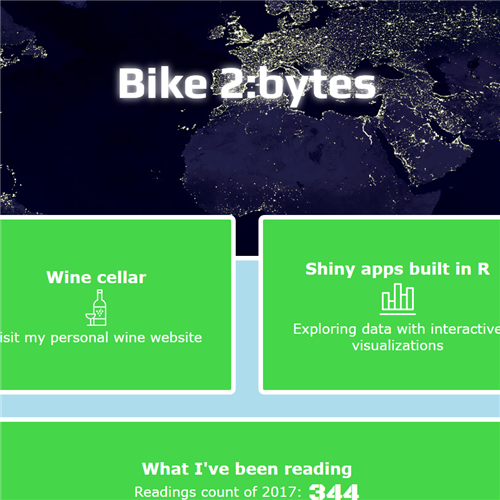 Bike 2:bytes
Wine cellar
isit my personal wine website
Shiny apps built in R
Exploring data with interactive
visualizations
What I've been reading
Readings count of 2017: 344